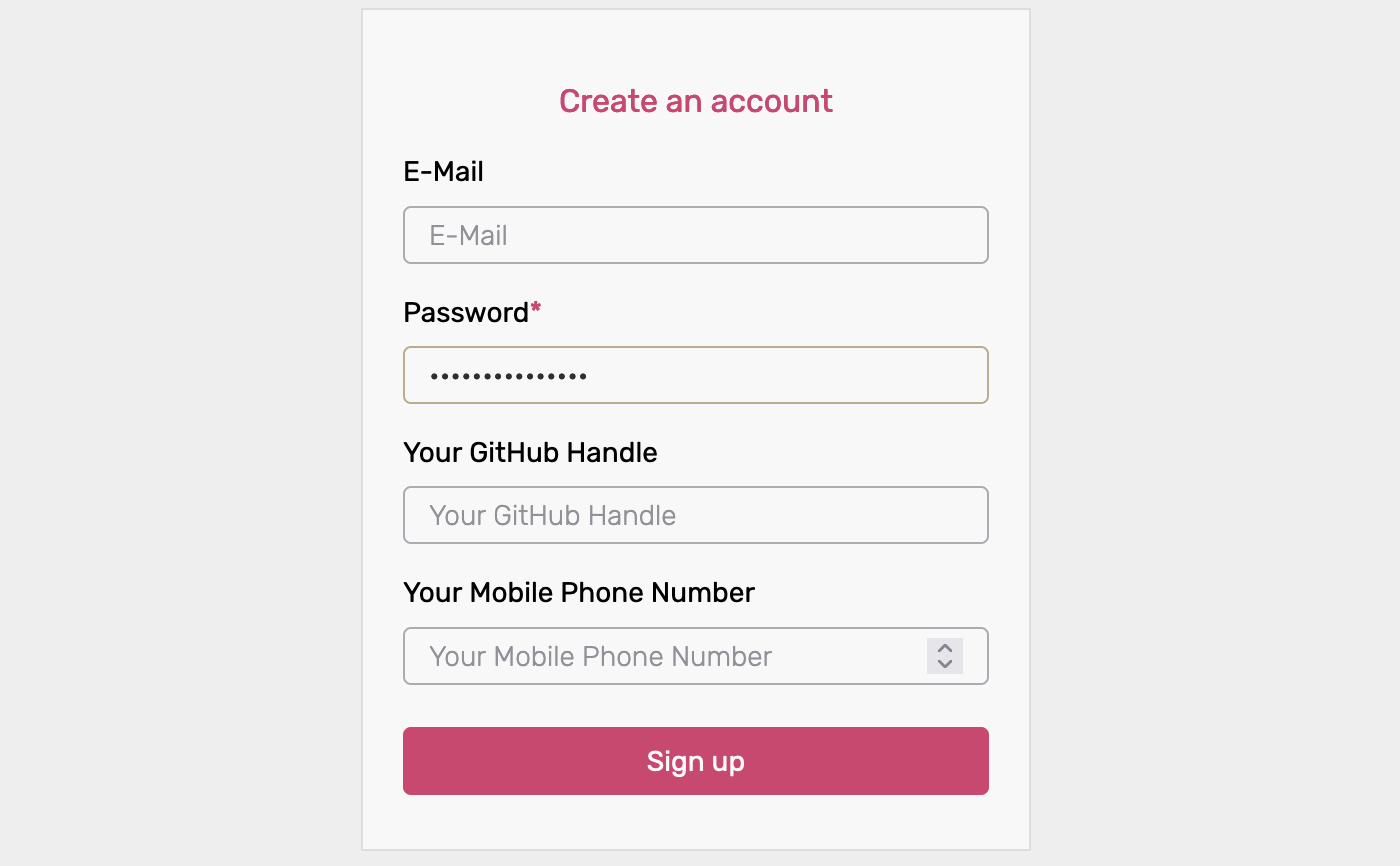 Create an account
E-Mail
E-Mail
Password*
•••••••••••••••
Your GitHub Handle
Your GitHub Handle
Your Mobile Phone Number
Your Mobile Phone Number
Sign up